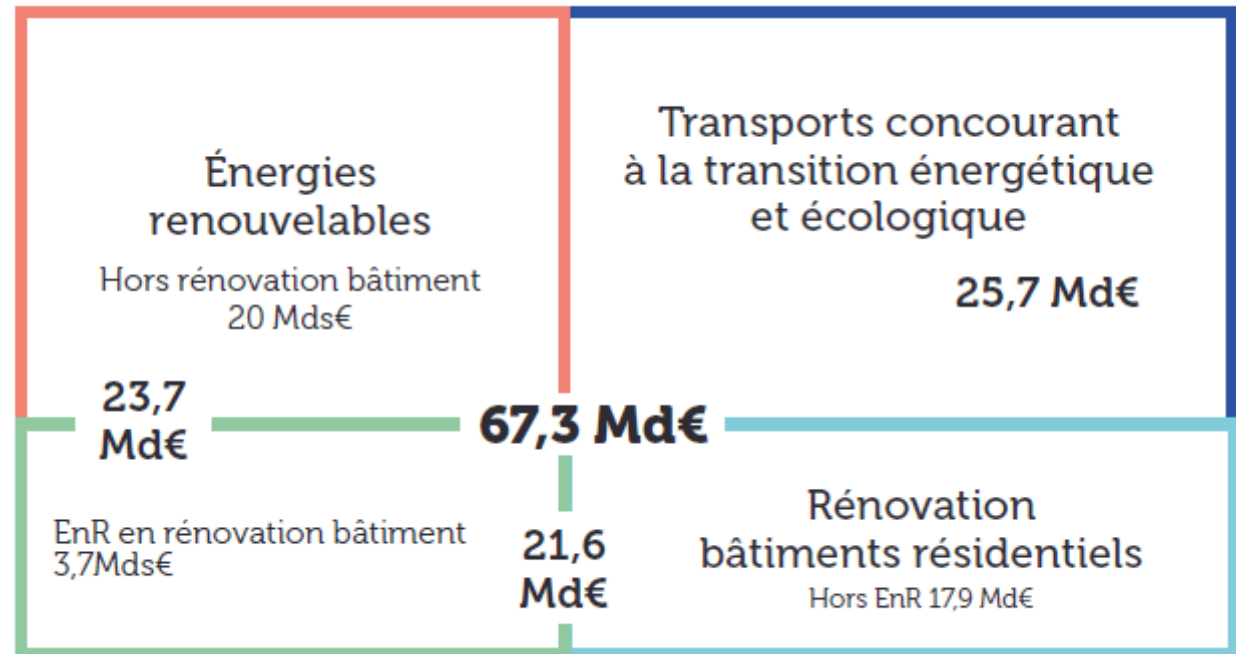 Énergies
renouvelables
Hors rénovation bâtiment
20 Mds€
Transports concourant
à la transition énergétique
et écologique
25,7 Md€
23,7
Md€
67,3 Md€
EnR en rénovation bâtiment
3,7Mds€
21,6
Md€
Rénovation
bâtiments résidentiels
Hors EnR 17,9 Md€